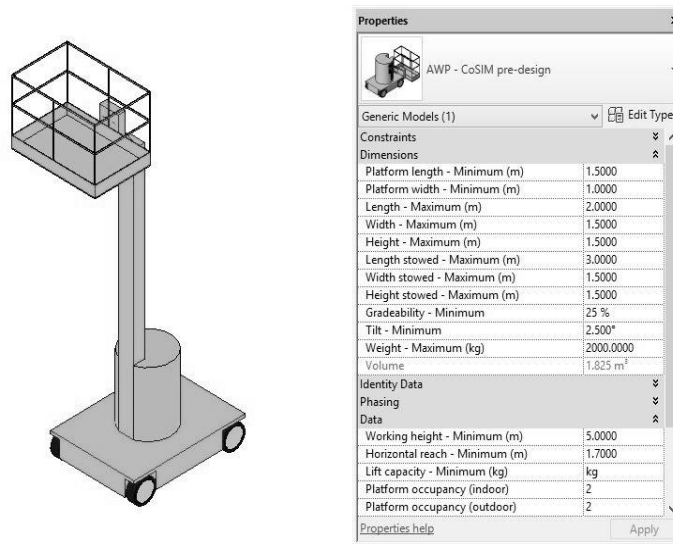 Properties
AWP - CoSIM pre-design
Generic Models (1) Edit Type
Constraints
Dimensions
Platform length - Minimum (m) 1.5000
Platform width - Minimum (m) 1.0000
Length - Maximum (m) 2.0000
Width - Maximum (m) 1.5000
Height - Maximum (m) 1.5000
Length stowed - Maximum (m) 3.0000
Width stowed - Maximum (m) 1.5000
Height stowed - Maximum (m) 1.5000
Gradeability - Minimum 25 %
Tilt - Minimum 2.500°
Weight - Maximum (kg) 2000.0000
Volume 1.825 m³
Identity Data
Phasing
Data
Working height - Minimum (m) 5.0000
Horizontal reach - Minimum (m) 1.7000
Lift capacity - Minimum (kg) kg
Platform occupancy (indoor) 2
Platform occupancy (outdoor) 2
Properties help Apply